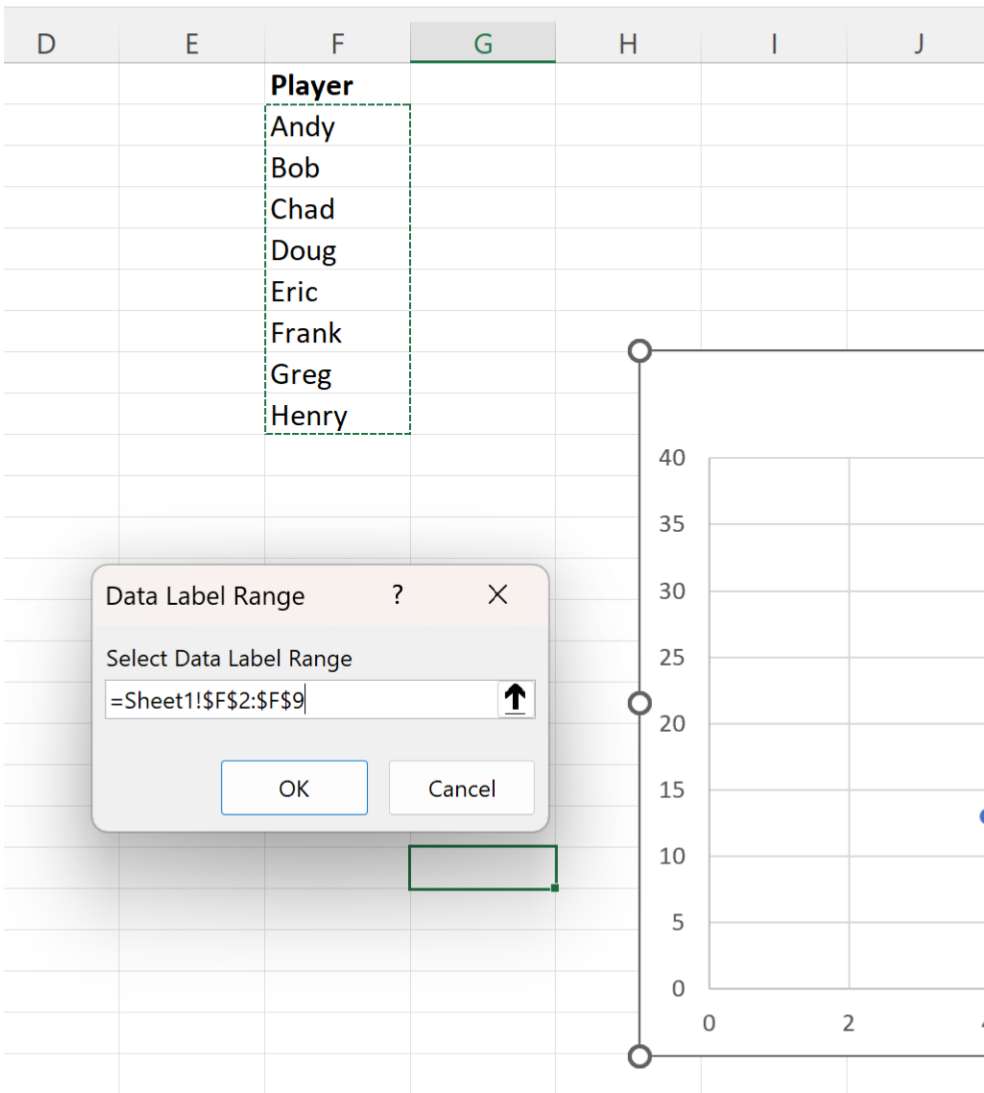 D E F G H I J
Player
Andy
Bob
Chad
Doug
Eric
Frank
Greg
Henry
Data Label Range ?
Select Data Label Range
=Sheet1!$F$2:$F$9
OK Cancel
40
35
30
25
20
15
10
5
0
0 2